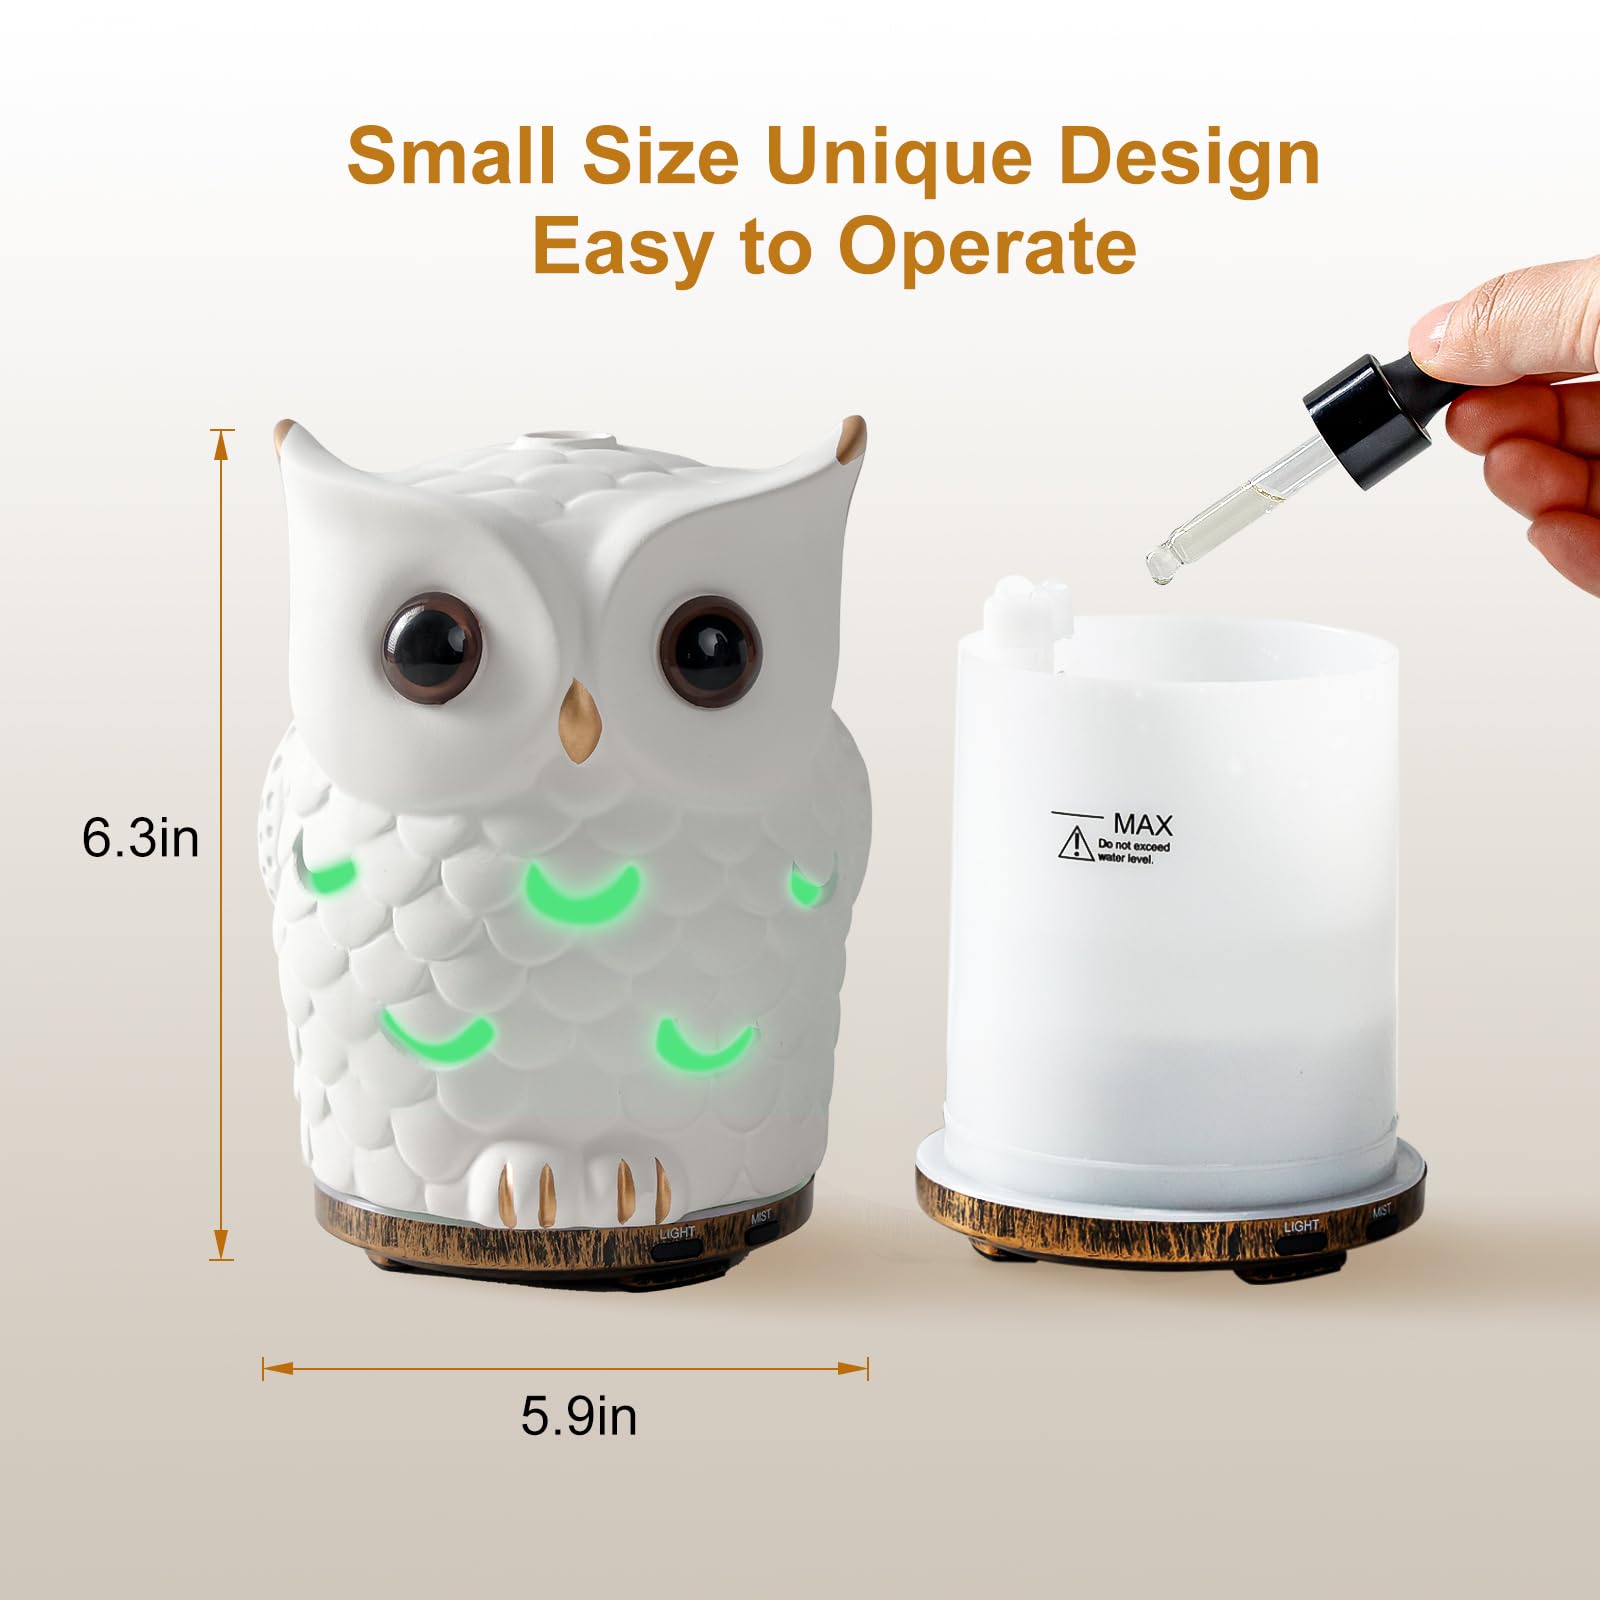 Small Size Unique Design
Easy to Operate
6.3in
MAX
Do not exceed
water level.
LIGHT
MIST
LIGHT
MIST
5.9in